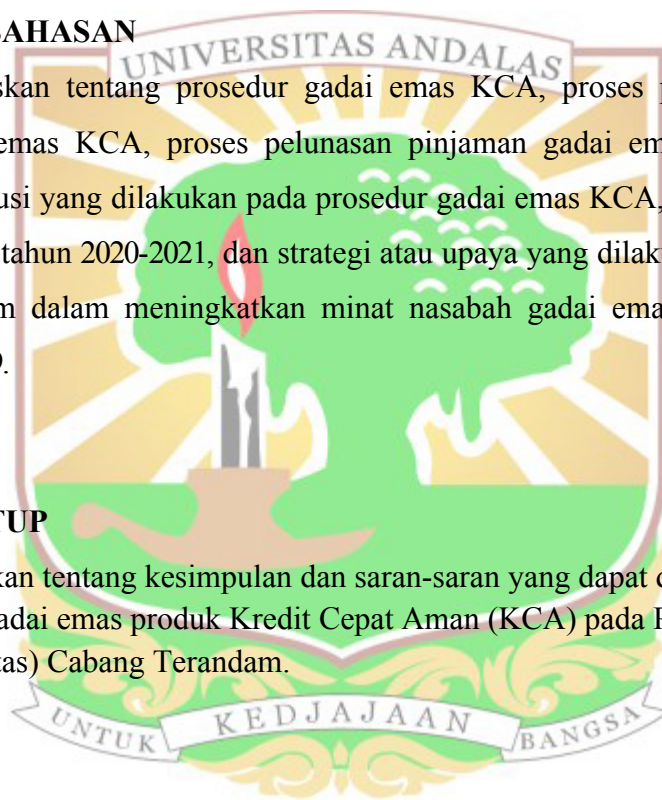 BAHASAN
UNIVERSITAS ANDALAS
skan tentang prosedur gadai emas KCA, proses p
emas KCA, proses pelunasan pinjaman gadai em
usi yang dilakukan pada prosedur gadai emas KCA,
tahun 2020-2021, dan strategi atau upaya yang dilaku
m dalam meningkatkan minat nasabah gadai ema
TUP
kan tentang kesimpulan dan saran-saran yang dapat d
gadai emas produk Kredit Cepat Aman (KCA) pada P
tas) Cabang Terandam.
UNTUK KEDJAJAAN BANGSA